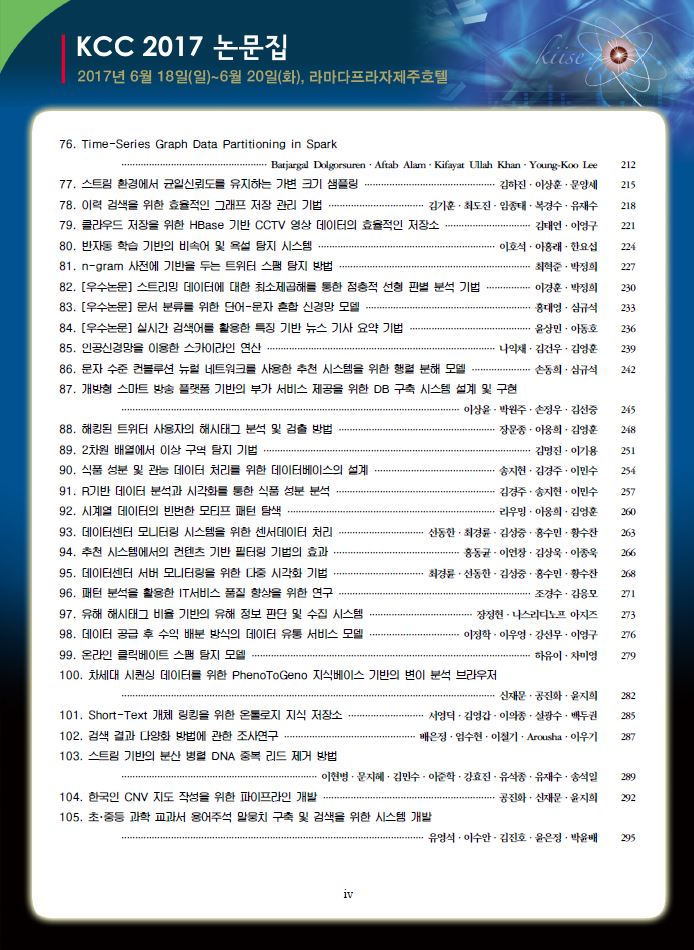 KCC 2017 논문집
2017년 6월 18일(일)~6월 20일(화), 라마다프라자제주호텔
kiise
76. Time-Series Graph Data Partitioning in Spark
Batjargal Dolgorsuren · Aftab Alam · Kifayat Ullah Khan · Young-Koo Lee 212
77. 스트림 환경에서 균일신뢰도를 유지하는 가변 크기 샘플링 김하진 · 이상훈 · 문양세 215
78. 이력 검색을 위한 효율적인 그래프 저장 관리 기법 김기훈 · 최도진 · 임종태 · 복경수 · 유재수 218
79. 클라우드 저장을 위한 HBase 기반 CCTV 영상 데이터의 효율적인 저장소 김태연 · 이영구 221
80. 반자동 학습 기반의 비속어 및 욕설 탐지 시스템 이호석 · 이홍래 · 한요섭 224
81. n-gram 사전에 기반을 두는 트위터 스팸 탐지 방법 최혁준 · 박정희 227
82. [우수논문] 스트리밍 데이터에 대한 최소제곱해를 통한 점층적 선형 판별 분석 기법 이경훈 · 박정희 230
83. [우수논문] 문서 분류를 위한 단어-문자 혼합 신경망 모델 홍대영 · 심규석 233
84. [우수논문] 실시간 검색어를 활용한 특징 기반 뉴스 기사 요약 기법 윤상민 · 이동호 236
85. 인공신경망을 이용한 스카이라인 연산 나익채 · 김건우 · 김영훈 239
86. 문자 수준 컨볼루션 뉴럴 네트워크를 사용한 추천 시스템을 위한 행렬 분해 모델 손동희 · 심규석 242
87. 개방형 스마트 방송 플랫폼 기반의 부가 서비스 제공을 위한 DB 구축 시스템 설계 및 구현
이상윤 · 박원주 · 손정우 · 김선중 245
88. 해킹된 트위터 사용자의 해시태그 분석 및 검출 방법 장문종 · 이웅희 · 김영훈 248
89. 2차원 배열에서 이상 구역 탐지 기법 김명진 · 이기용 251
90. 식품 성분 및 관능 데이터 처리를 위한 데이터베이스의 설계 송지현 · 김경주 · 이민수 254
91. R기반 데이터 분석과 시각화를 통한 식품 성분 분석 김경주 · 송지현 · 이민수 257
92. 시계열 데이터의 빈번한 모티프 패턴 탐색 리우밍 · 이웅희 · 김영훈 260
93. 데이터센터 모니터링 시스템을 위한 센서데이터 처리 선동한 · 최경륜 · 김성중 · 홍수민 · 황수찬 263
94. 추천 시스템에서의 컨텐츠 기반 필터링 기법의 효과 홍동균 · 이연창 · 김상욱 · 이종욱 266
95. 데이터센터 서버 모니터링을 위한 다중 시각화 기법 최경륜 · 선동한 · 김성중 · 홍수민 · 황수찬 268
96. 패턴 분석을 활용한 IT서비스 품질 향상을 위한 연구 조경수 · 김응모 271
97. 유해 해시태그 비율 기반의 유해 정보 판단 및 수집 시스템 장정현 · 나스리디노프 아지즈 273
98. 데이터 공급 후 수익 배분 방식의 데이터 유통 서비스 모델 이정학 · 이우영 · 강선무 · 이영구 276
99. 온라인 클릭베이트 스팸 탐지 모델 하유이 · 차미영 279
100. 차세대 시퀀싱 데이터를 위한 PhenoToGeno 지식베이스 기반의 변이 분석 브라우저
신재문 · 공진화 · 윤지희 282
101. Short-Text 개체 링킹을 위한 온톨로지 지식 저장소 서영덕 · 김영갑 · 이의종 · 설광수 · 백두권 285
102. 검색 결과 다양화 방법에 관한 조사연구 배은정 · 엄수현 · 이철기 · Arousha · 이우기 287
103. 스트림 기반의 분산 병렬 DNA 중복 리드 제거 방법
이현병 · 문지혜 · 김민수 · 이준학 · 강효진 · 유석종 · 유재수 · 송석일 289
104. 한국인 CNV 지도 작성을 위한 파이프라인 개발 공진화 · 신재문 · 윤지희 292
105. 초·중등 과학 교과서 용어주석 말뭉치 구축 및 검색을 위한 시스템 개발
유영석 · 이수안 · 김진호 · 윤은정 · 박윤배 295
iv